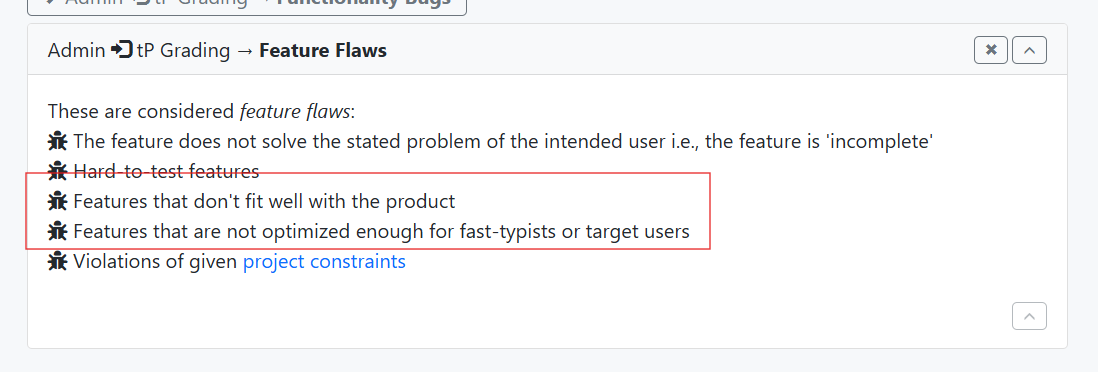 Admin tP Grading → Functionality Bugs
Admin tP Grading → Feature Flaws
These are considered feature flaws:
The feature does not solve the stated problem of the intended user i.e., the feature is 'incomplete'
Hard-to-test features
Features that don't fit well with the product
Features that are not optimized enough for fast-typists or target users
Violations of given project constraints